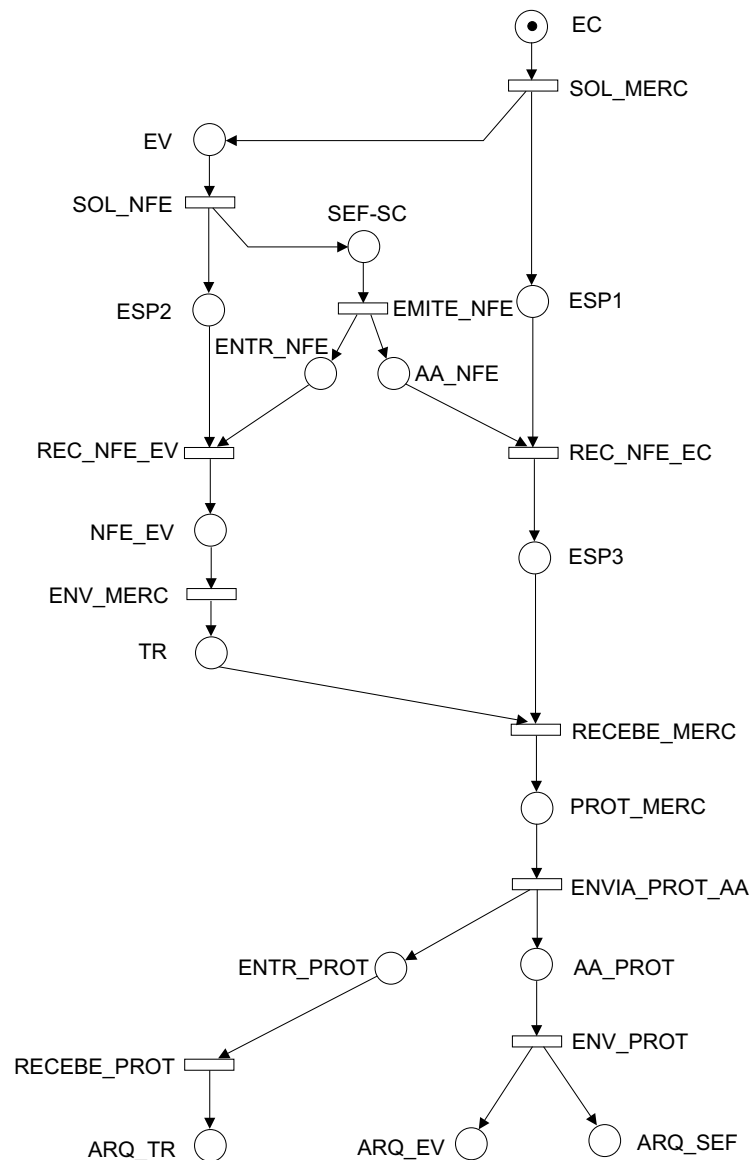 EC
SOL_MERC
EV
SOL_NFE
SEF-SC
ESP2
EMITE_NFE
ESP1
ENTR_NFE
AA_NFE
REC_NFE_EV
REC_NFE_EC
NFE_EV
ESP3
ENV_MERC
TR
RECEBE_MERC
PROT_MERC
ENVIA_PROT_AA
ENTR_PROT
AA_PROT
ENV_PROT
RECEBE_PROT
ARQ_TR
ARQ_EV
ARQ_SEF